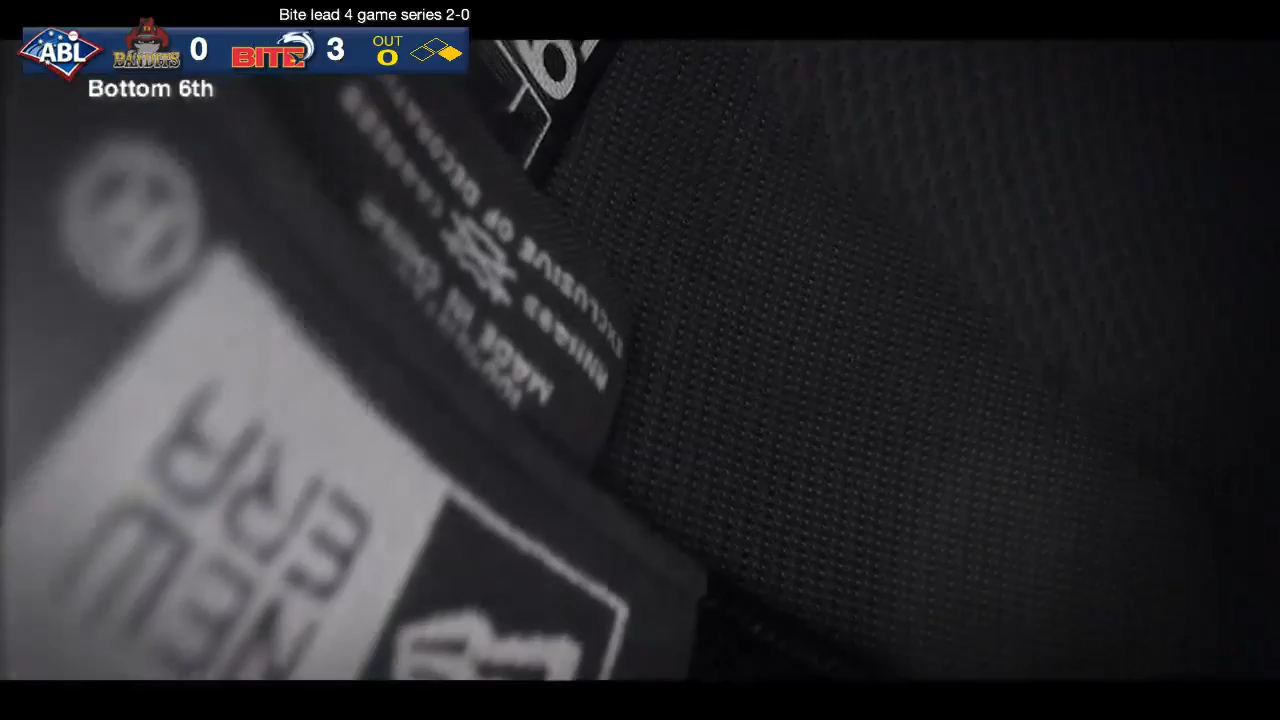 Bite lead 4 game series 2-0
ABL
BANDITS
0
BITE
3
OUT
0
Bottom 6th
EXCLUSIVE OF DECORATI
MADE IN
NEW
ERA